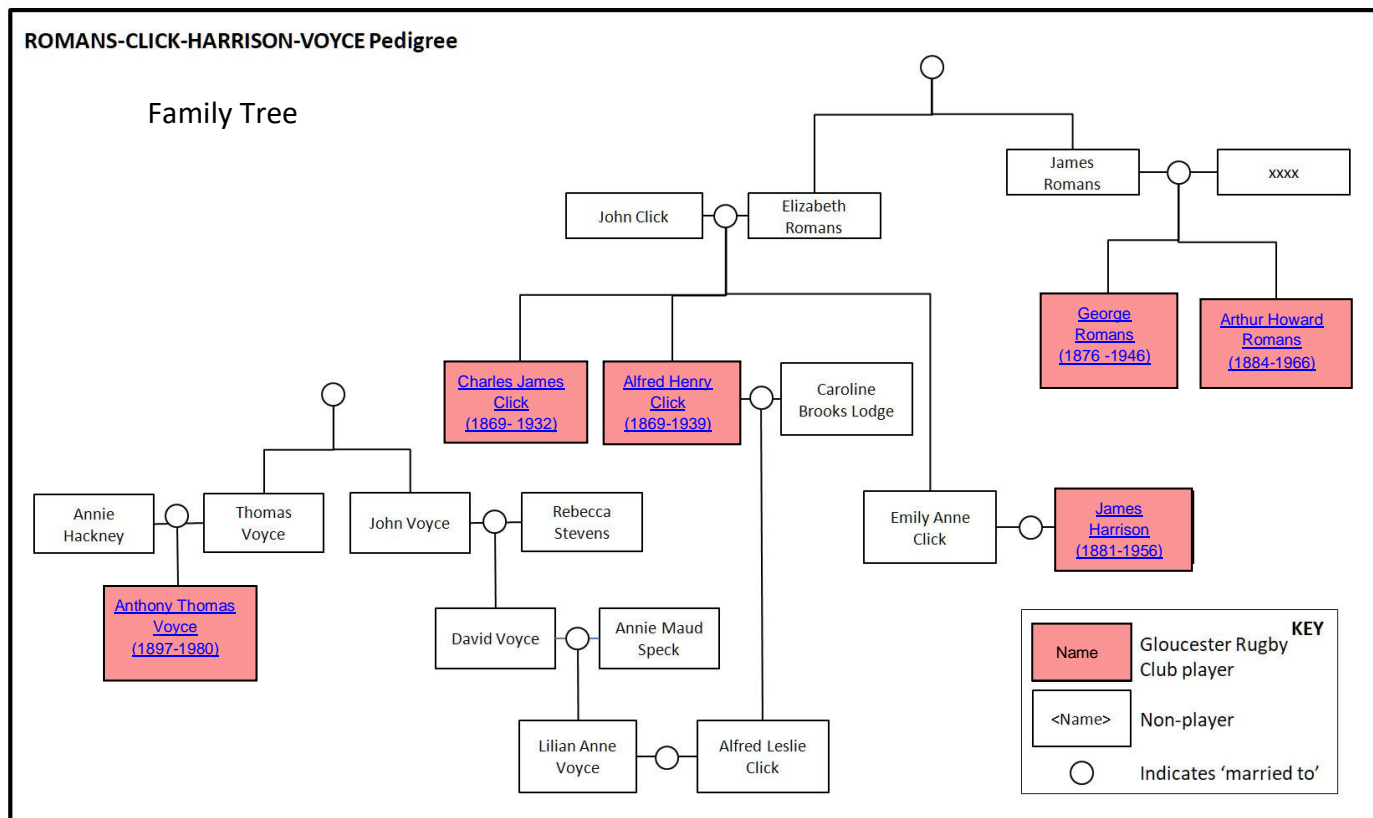 ROMANS-CLICK-HARRISON-VOYCE Pedigree
Family Tree
James
Romans
xxxx
John Click
Elizabeth
Romans
George
Romans
(1876 -1946)
Arthur Howard
Romans
(1884-1966)
Charles James
Click
(1869- 1932)
Alfred Henry
Click
(1869-1939)
Caroline
Brooks Lodge
Annie
Hackney
Thomas
Voyce
John Voyce
Rebecca
Stevens
Emily Anne
Click
James
Harrison
(1881-1956)
Anthony Thomas
Voyce
(1897-1980)
David Voyce
Annie Maud
Speck
Lilian Anne
Voyce
Alfred Leslie
Click
KEY
Name
Gloucester Rugby
Club player
<Name>
Non-player
Indicates ‘married to’